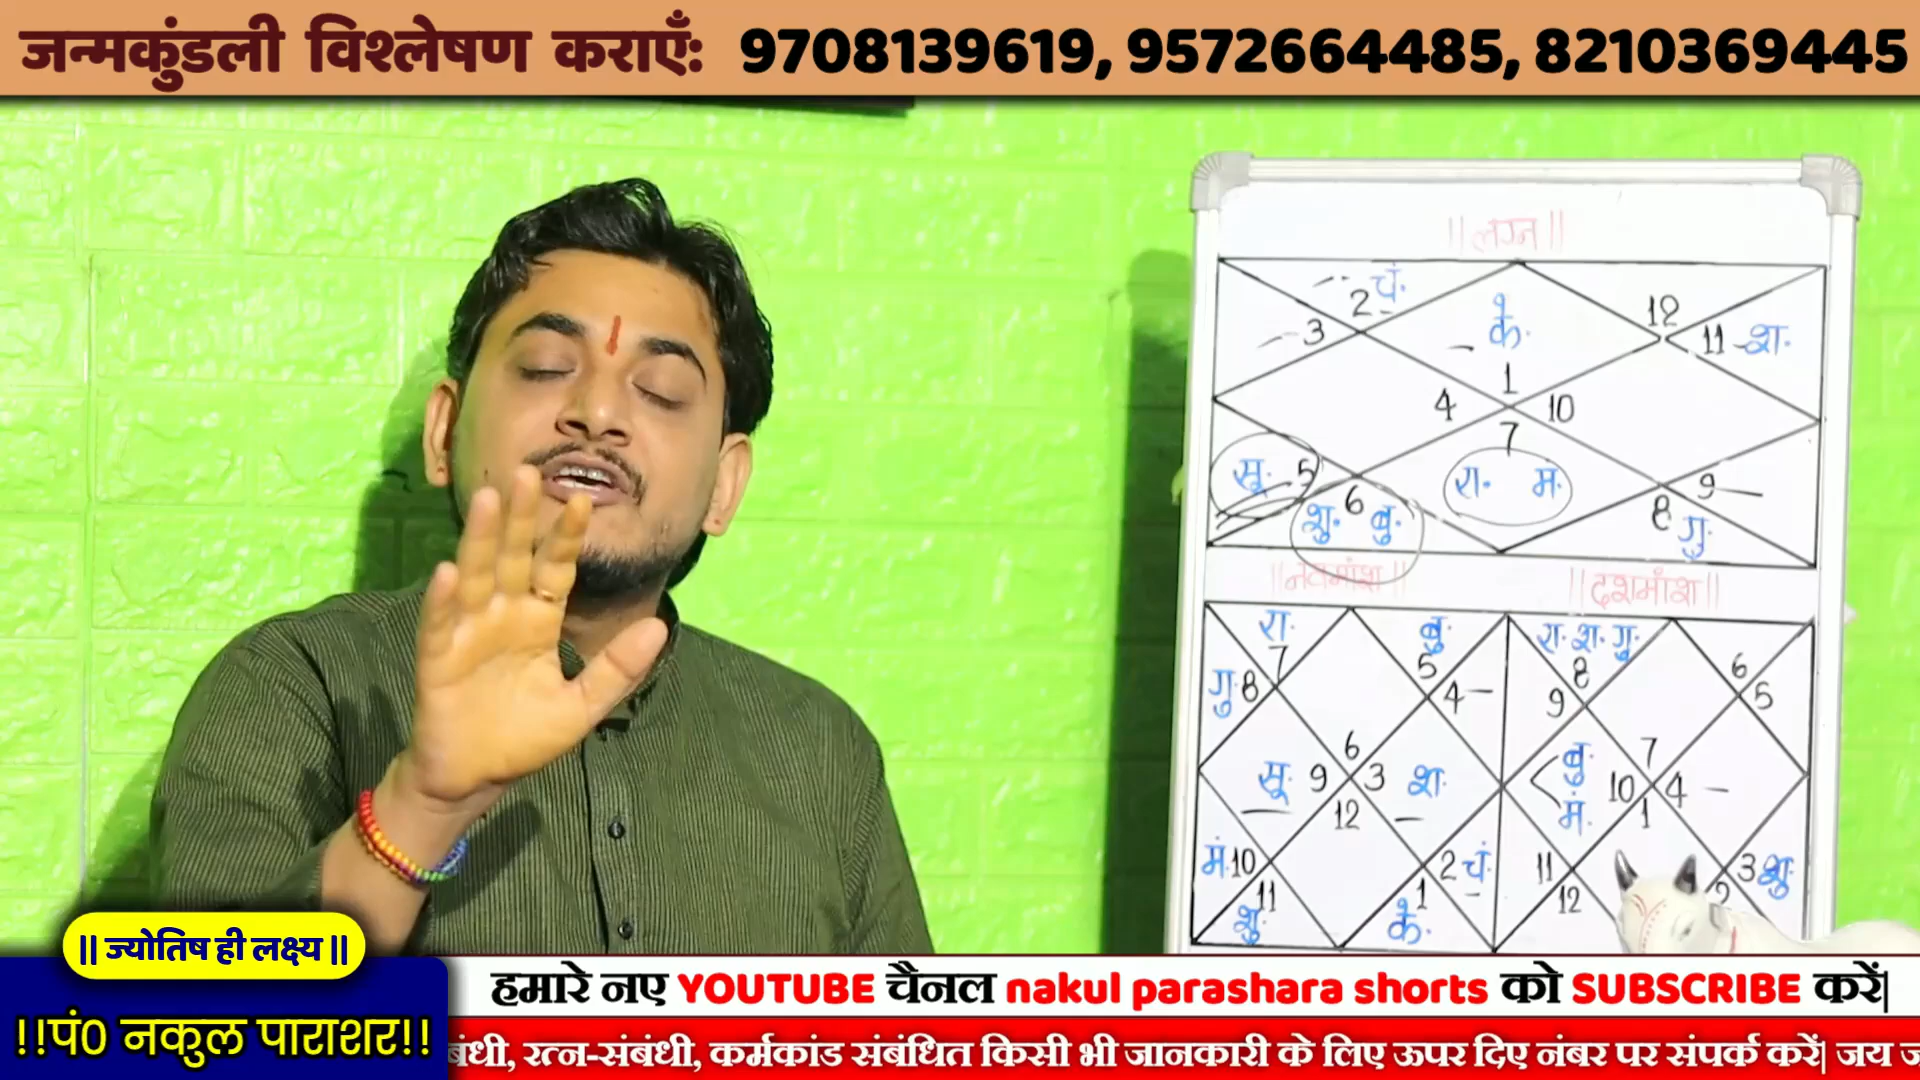 जन्मकुंडली विश्लेषण कराएँ: 9708139619, 9572664485, 8210369445
||लग्न||
चं.
2
3
के.
1
12
11 श.
4
10
7
सू. 5
रा. मं.
6
शु. बु.
9
8 गु.
||नवमांश||
||दशमांश||
रा.
7
गु. 8
बु.
5
4
6
सू. 9
3 श.
12
मं. 10
11
शु.
2 चं.
1
के.
रा. श. गु.
8
9
6
5
बु.
मं.
7
10
4
1
11
12
3 शु.
2
|| ज्योतिष ही लक्ष्य ||
!!पं0 नकुल पाराशर!!
हमारे नए YOUTUBE चैनल nakul parashara shorts को SUBSCRIBE करें|
बंधी, रत्न-संबंधी, कर्मकांड संबंधित किसी भी जानकारी के लिए ऊपर दिए नंबर पर संपर्क करें| जय ज